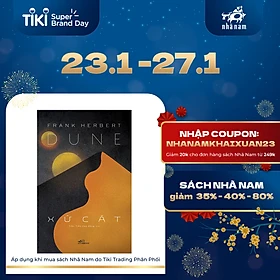 TIKI Super Brand Day
nhã nam
23.1 -27.1
FRANK HERBERT
DUNE
XỨ CÁT
NHẬP COUPON:
NHANAMKHAIXUAN23
Giảm 20k cho đơn hàng sách Nhã Nam từ 249k
SÁCH NHÃ NAM
giảm 35% - 40% - 80%
Áp dụng khi mua sách Nhã Nam do Tiki Trading Phân Phối